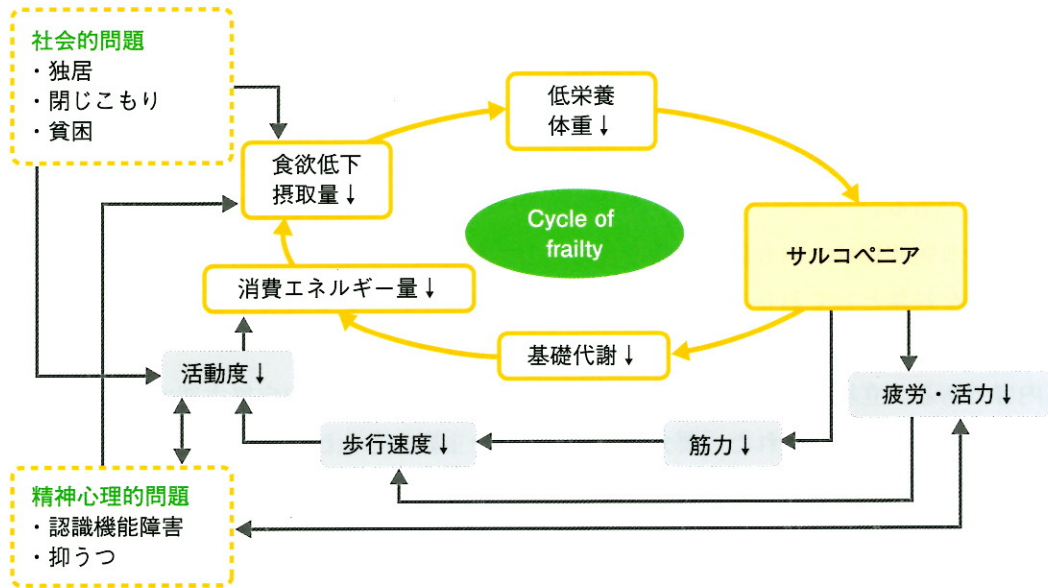 社会的問題
・独居
・閉じこもり
・貧困
低栄養
体重↓
食欲低下
摂取量↓
Cycle of
frailty
サルコペニア
消費エネルギー量↓
基礎代謝↓
活動度↓
疲労・活力↓
歩行速度↓
筋力↓
精神心理的問題
・認識機能障害
・抑うつ